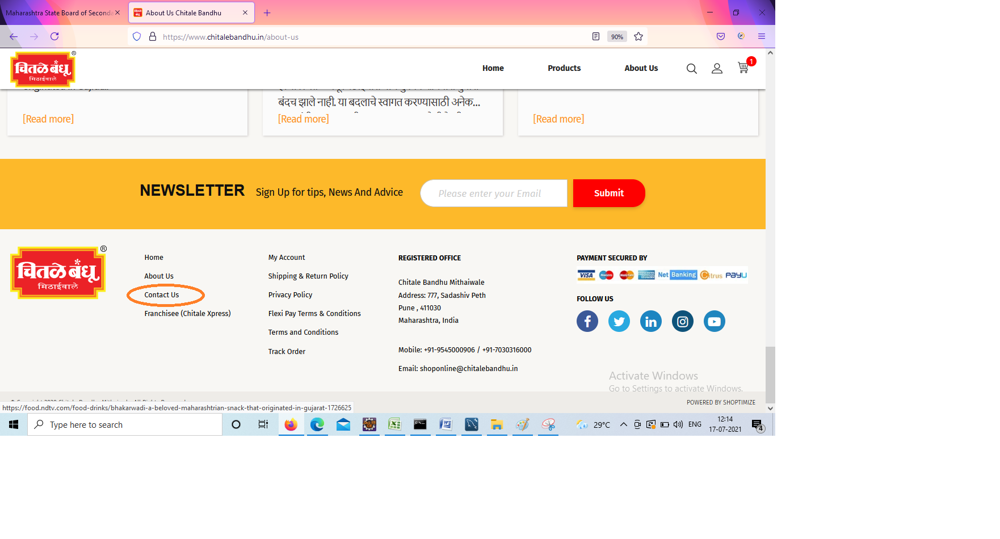 Maharashtra State Board of Seconda
About Us Chitale Bandhu
https://www.chitalebandhu.in/about-us
90%
चितळे बंधू
मिठाईवाले
®
Home
Products
About Us
1
बंदच झाले नाही. या बदलाचे स्वागत करण्यासाठी अनेक...
[Read more]
[Read more]
[Read more]
NEWSLETTER
Sign Up for tips, News And Advice
Please enter your Email
Submit
चितळे बंधू
मिठाईवाले
®
Home
About Us
Contact Us
Franchisee (Chitale Xpress)
My Account
Shipping & Return Policy
Privacy Policy
Flexi Pay Terms & Conditions
Terms and Conditions
Track Order
REGISTERED OFFICE
Chitale Bandhu Mithaiwale
Address: 777, Sadashiv Peth
Pune , 411030
Maharashtra, India
Mobile: +91-9545000906 / +91-7030316000
Email: shoponline@chitalebandhu.in
PAYMENT SECURED BY
VISA Maestro MasterCard AMERICAN EXPRESS Net Banking Citrus PayU
FOLLOW US
Activate Windows
Go to Settings to activate Windows.
POWERED BY SHOPTIMIZE
https://food.ndtv.com/food-drinks/bhakarwadi-a-beloved-maharashtrian-snack-that-originated-in-gujarat-1726625
Type here to search
29°C
ENG
12:14
17-07-2021
4